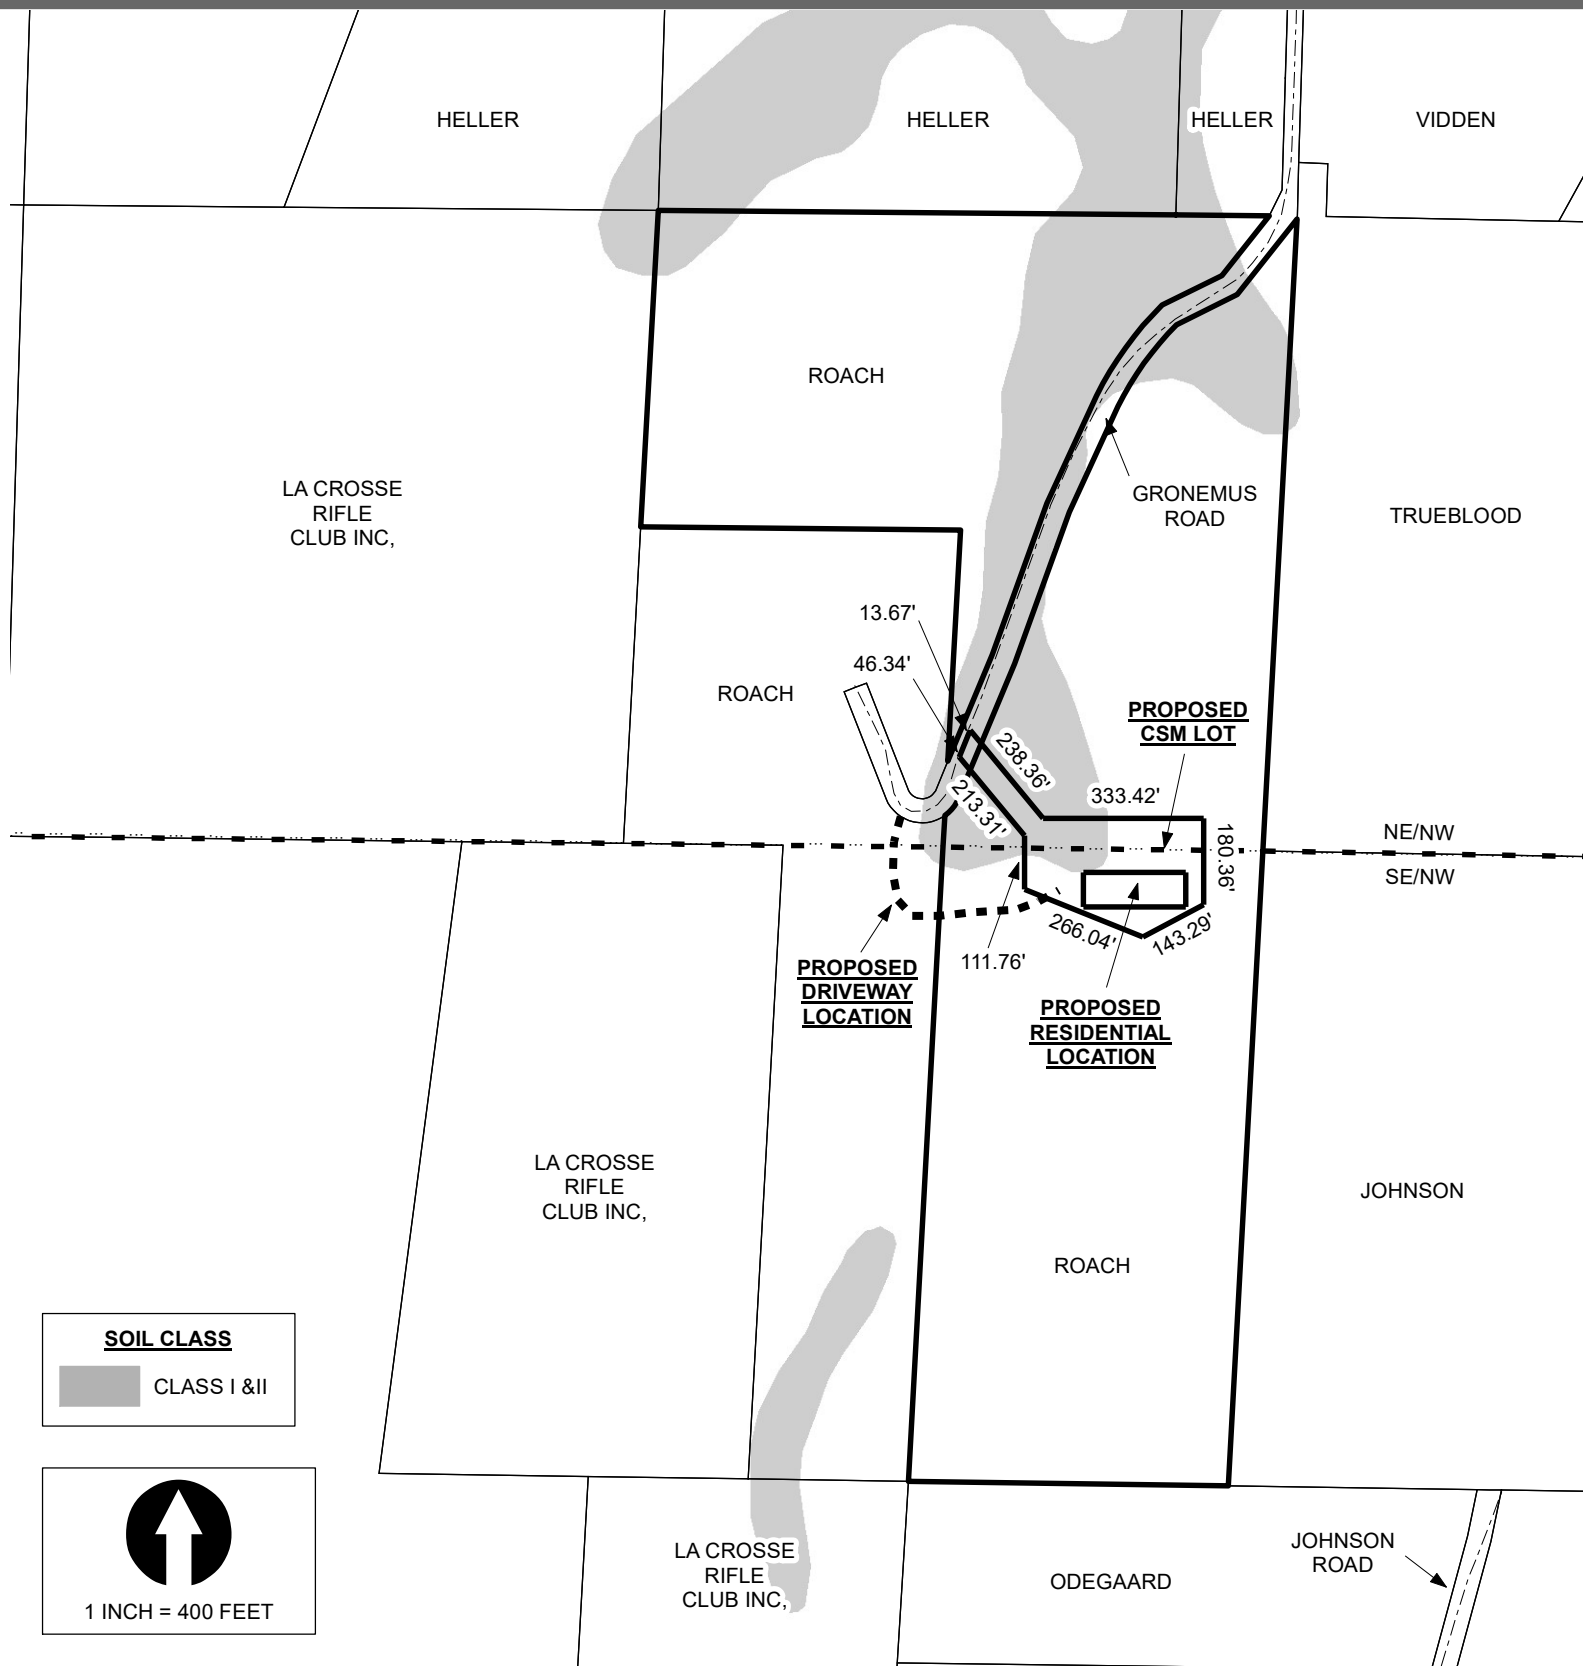 HELLER
HELLER
HELLER
VIDDEN
ROACH
LA CROSSE
RIFLE
CLUB INC,
GRONEMUS
ROAD
TRUEBLOOD
13.67'
46.34'
ROACH
PROPOSED
CSM LOT
238.36'
213.31'
333.42'
180.36'
NE/NW
SE/NW
266.04'
143.29'
111.76'
PROPOSED
DRIVEWAY
LOCATION
PROPOSED
RESIDENTIAL
LOCATION
LA CROSSE
RIFLE
CLUB INC,
JOHNSON
ROACH
SOIL CLASS
CLASS I &II
1 INCH = 400 FEET
LA CROSSE
RIFLE
CLUB INC,
ODEGAARD
JOHNSON
ROAD